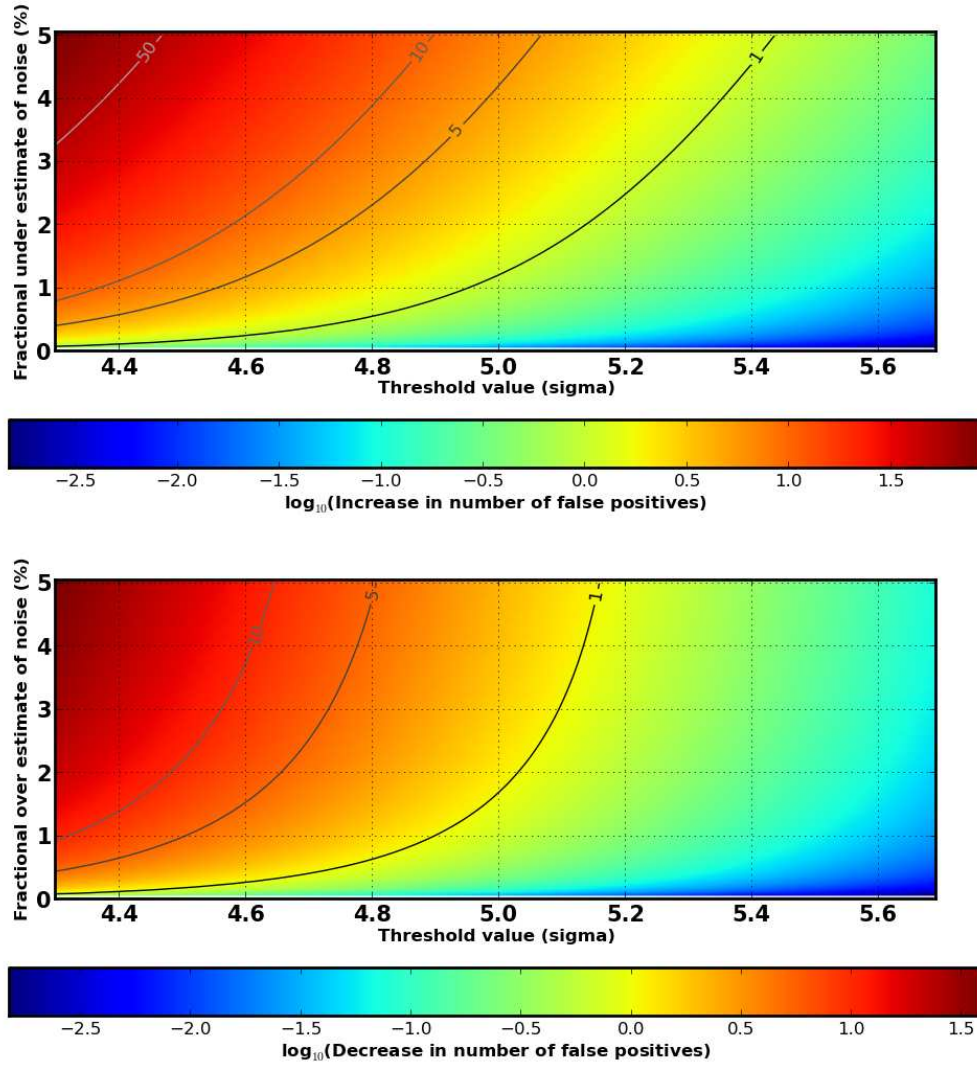 Fractional under estimate of noise (%)
5
4
3
2
1
0
50
10
5
1
4.4 4.6 4.8 5.0 5.2 5.4 5.6
Threshold value (sigma)
−2.5 −2.0 −1.5 −1.0 −0.5 0.0 0.5 1.0 1.5
log₁₀(Increase in number of false positives)
Fractional over estimate of noise (%)
5
4
3
2
1
0
10
5
1
4.4 4.6 4.8 5.0 5.2 5.4 5.6
Threshold value (sigma)
−2.5 −2.0 −1.5 −1.0 −0.5 0.0 0.5 1.0 1.5
log₁₀(Decrease in number of false positives)